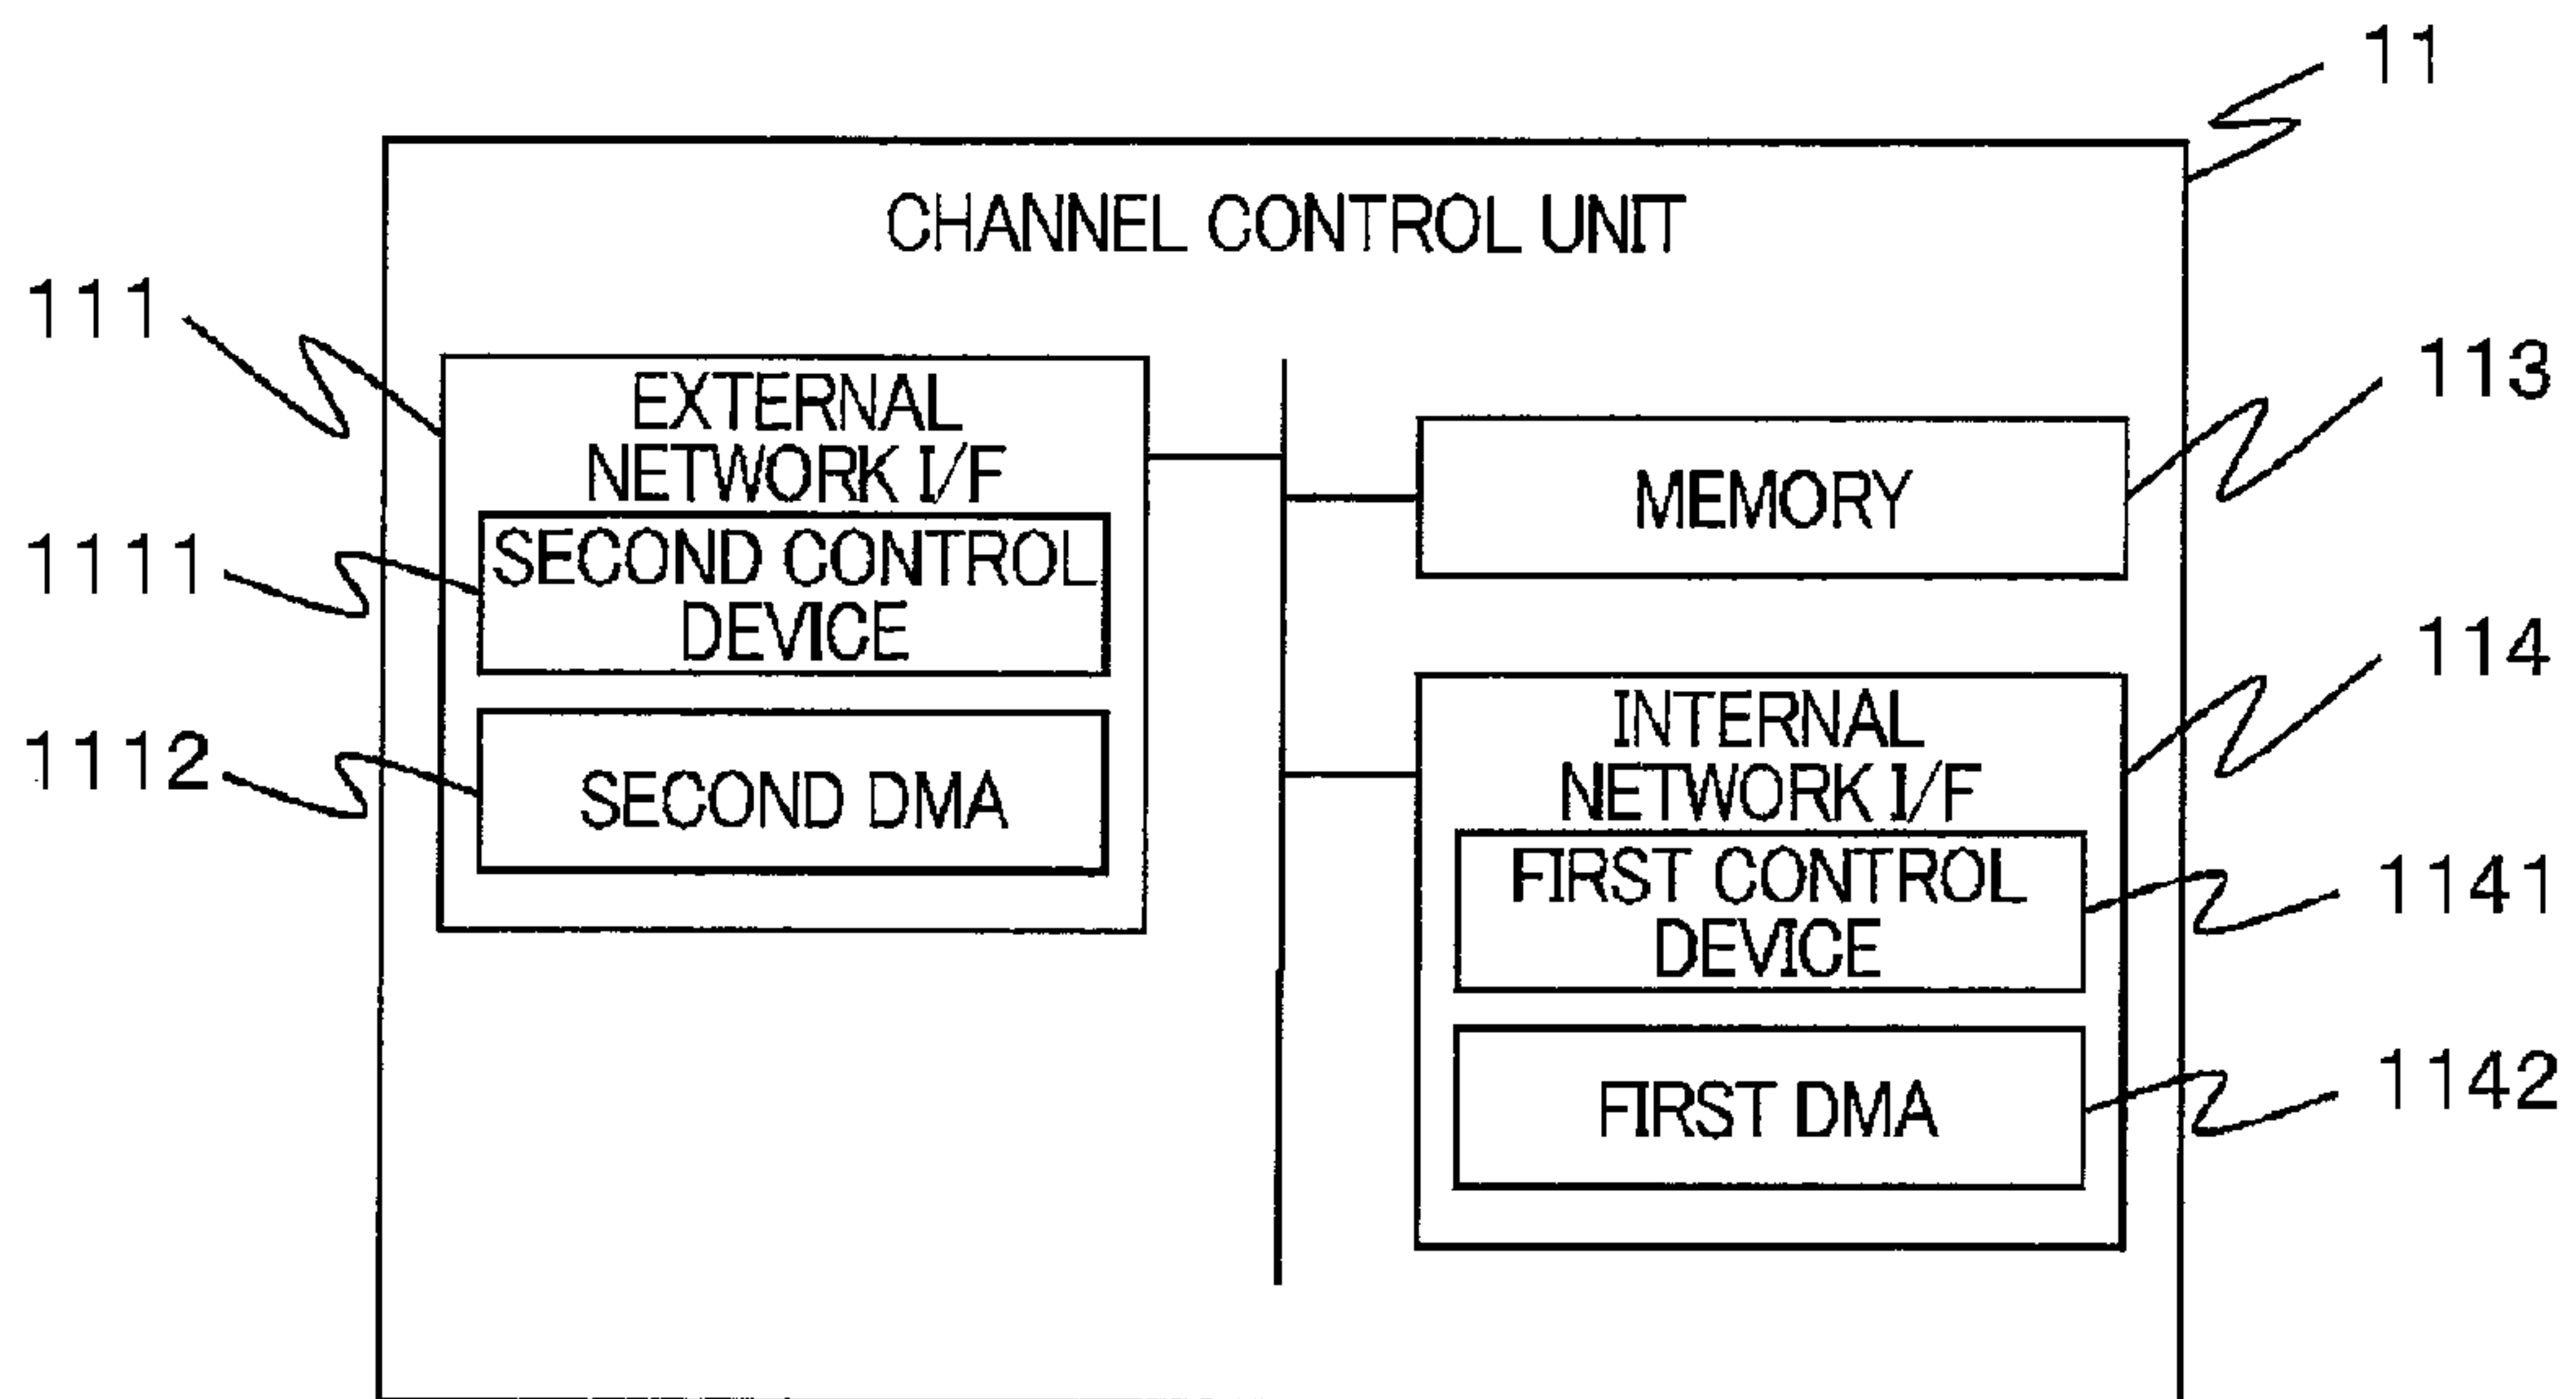 11
CHANNEL CONTROL UNIT
111
EXTERNAL
NETWORK I/F
1111
SECOND CONTROL
DEVICE
1112
SECOND DMA
113
MEMORY
114
INTERNAL
NETWORK I/F
FIRST CONTROL
DEVICE
1141
FIRST DMA
1142